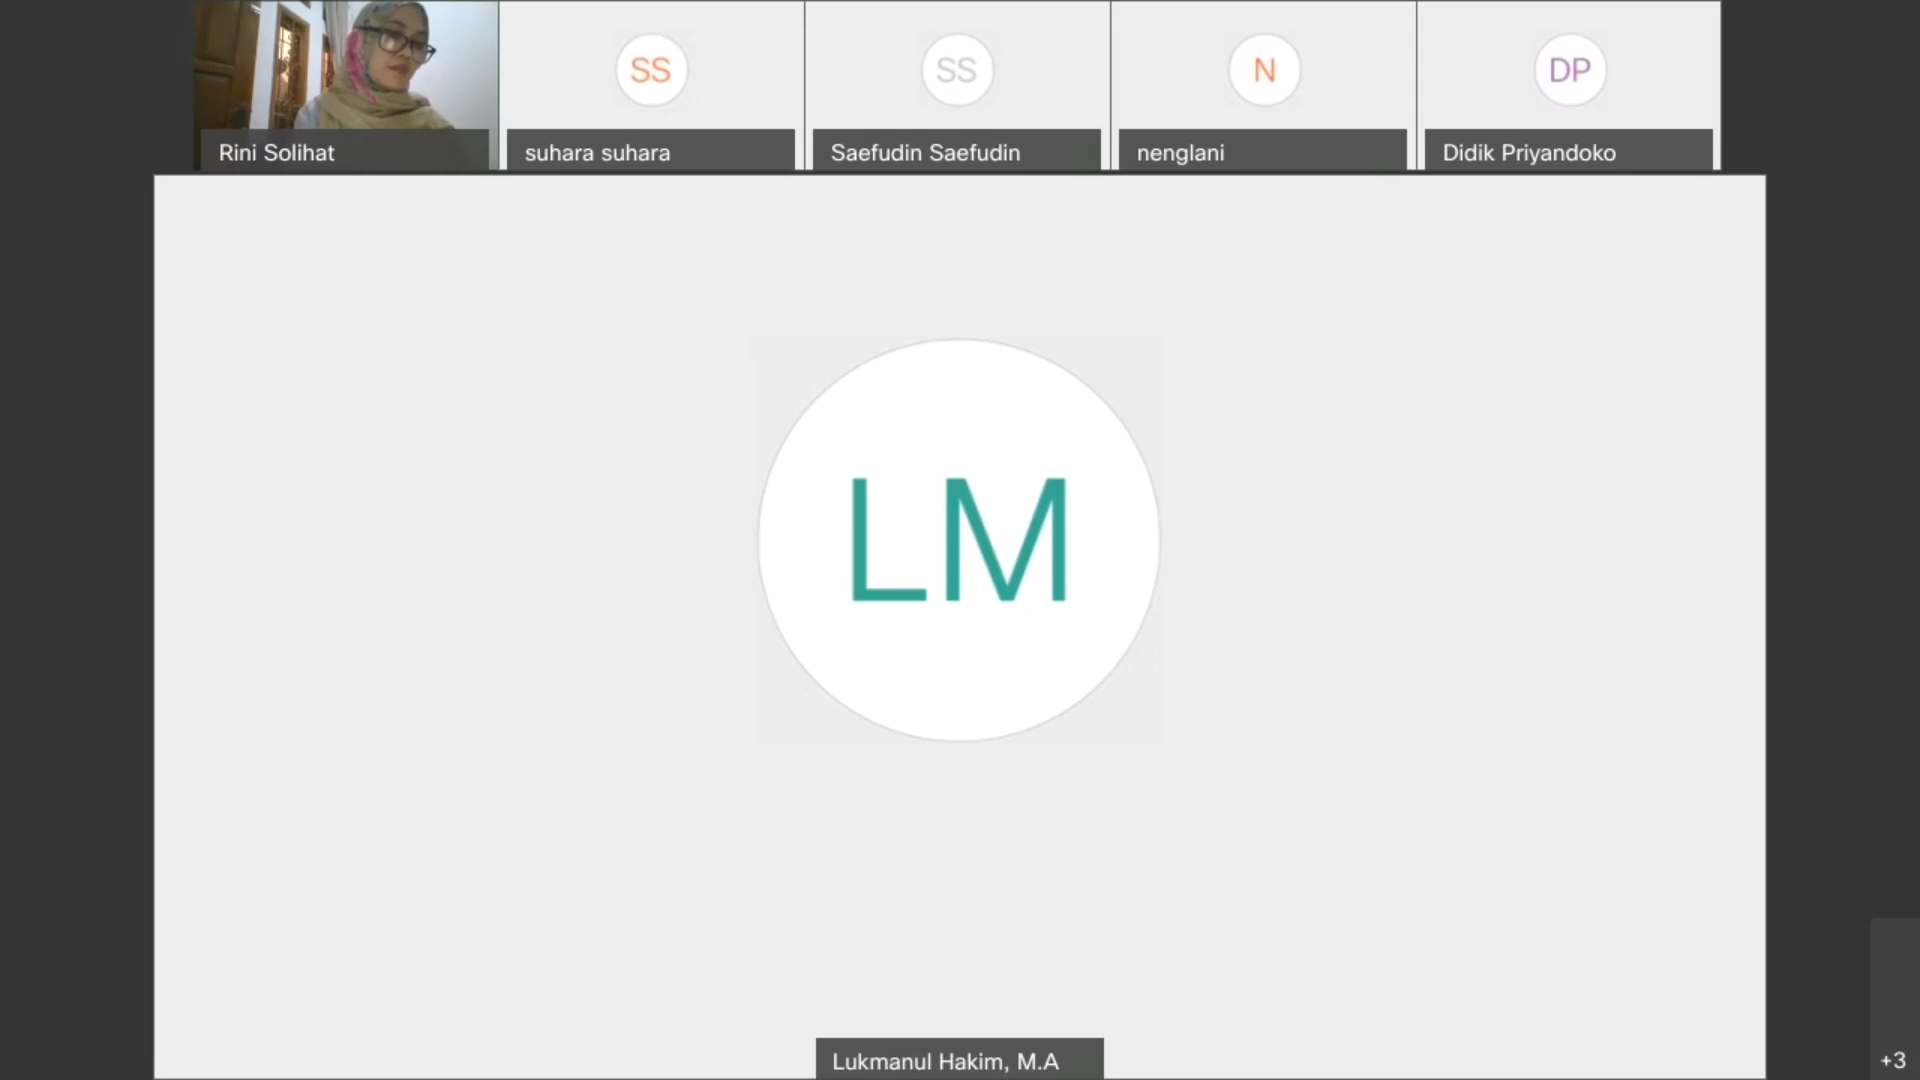 SS
SS
N
DP
Rini Solihat
suhara suhara
Saefudin Saefudin
nenglani
Didik Priyandoko
LM
Lukmanul Hakim, M.A
+3